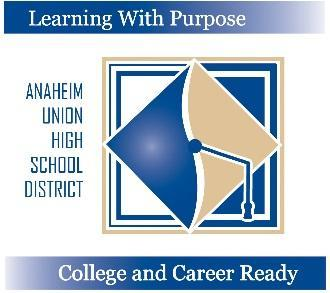 Learning With Purpose
ANAHEIM
UNION
HIGH
SCHOOL
DISTRICT
College and Career Ready